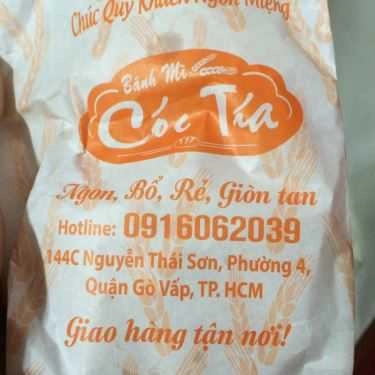 Chúc Quý Khách Ngon Miệng
Bánh Mì
Cóc Tía
Ngon, Bổ, Rẻ, Giòn tan
Hotline: 0916062039
144C Nguyễn Thái Sơn, Phường 4,
Quận Gò Vấp, TP. HCM
Giao hàng tận nơi!